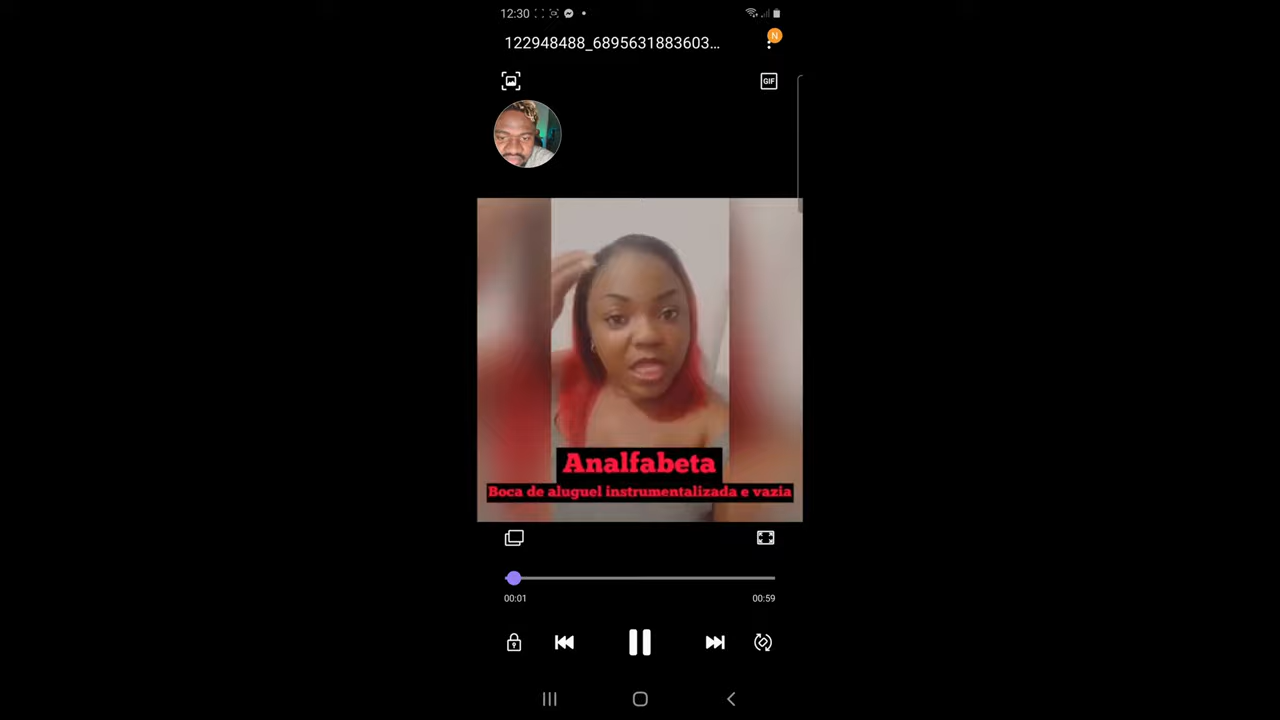 12:30
122948488_6895631883603...
N
GIF
Analfabeta
Boca de aluguel instrumentalizada e vazia
00:01
00:59